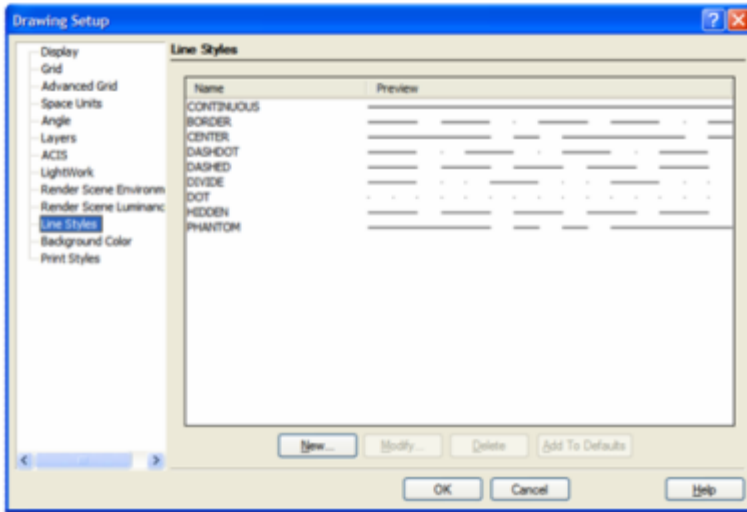 Drawing Setup
Display
Grid
Advanced Grid
Space Units
Angle
Layers
ACIS
LightWork
Render Scene Environm
Render Scene Luminanc
Line Styles
Background Color
Print Styles
Line Styles
Name Preview
CONTINUOUS
BORDER
CENTER
DASHDOT
DASHED
DIVIDE
DOT
HIDDEN
PHANTOM
New... Modify... Delete Add To Defaults
OK Cancel Help